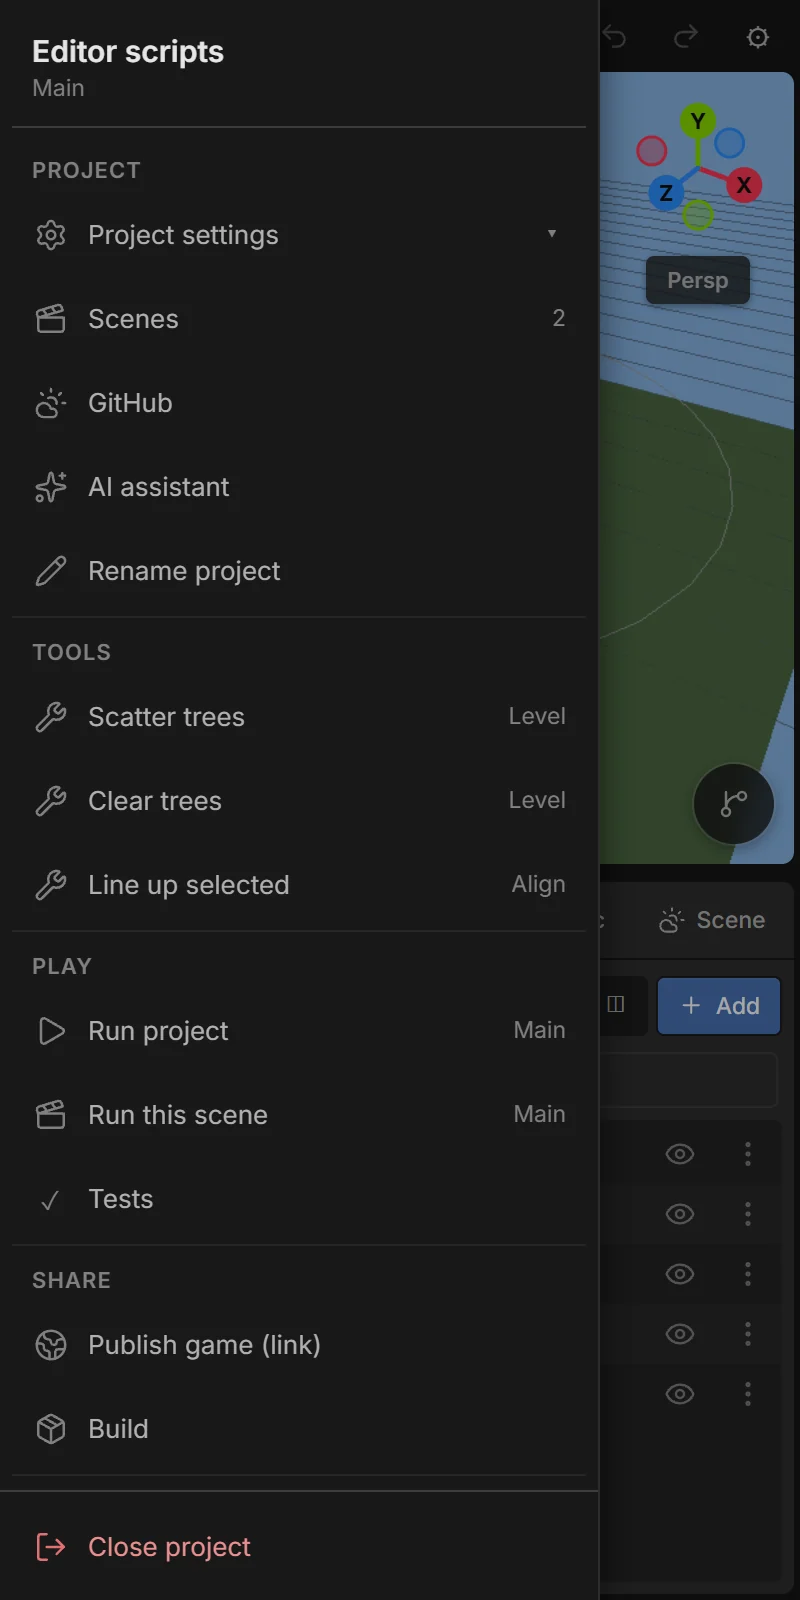 Editor scripts
Main
PROJECT
Project settings
Scenes 2
GitHub
AI assistant
Rename project
TOOLS
Scatter trees Level
Clear trees Level
Line up selected Align
PLAY
Run project Main
Run this scene Main
Tests
SHARE
Publish game (link)
Build
Close project
Y
X
Z
Persp
Scene
Add